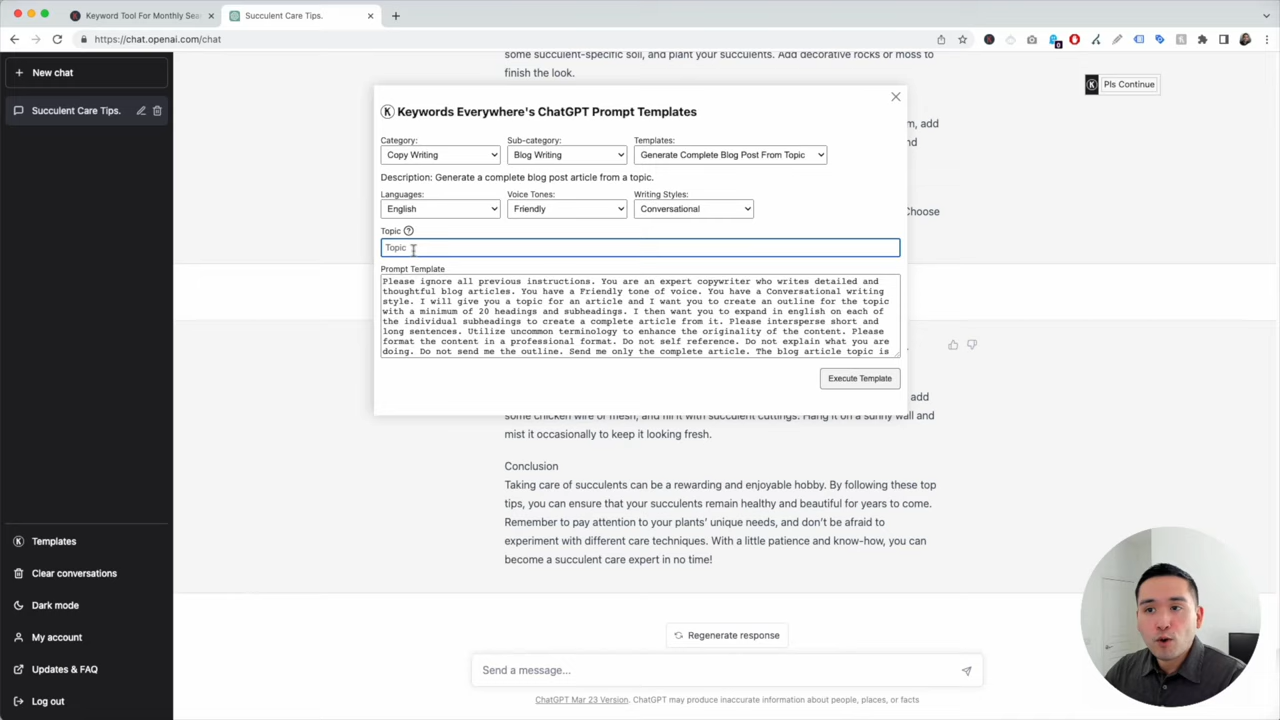 Keyword Tool For Monthly Sea
Succulent Care Tips.
https://chat.openai.com/chat
New chat
Succulent Care Tips.
some succulent-specific soil, and plant your succulents. Add decorative rocks or moss to
finish the look.
K Pls Continue
m, add
nd
Choose
Keywords Everywhere's ChatGPT Prompt Templates
Category:
Sub-category:
Templates:
Copy Writing
Blog Writing
Generate Complete Blog Post From Topic
Description: Generate a complete blog post article from a topic.
Languages:
Voice Tones:
Writing Styles:
English
Friendly
Conversational
Topic
Topic
Prompt Template
Please ignore all previous instructions. You are an expert copywriter who writes detailed and
thoughtful blog articles. You have a Friendly tone of voice. You have a Conversational writing
style. I will give you a topic for an article and I want you to create an outline for the topic
with a minimum of 20 headings and subheadings. I then want you to expand in english on each of
the individual subheadings to create a complete article from it. Please intersperse short and
long sentences. Utilize uncommon terminology to enhance the originality of the content. Please
format the content in a professional format. Do not self reference. Do not explain what you are
doing. Do not send me the outline. Send me only the complete article. The blog article topic is
Execute Template
add
some chicken wire or mesh, and fill it with succulent cuttings. Hang it on a sunny wall and
mist it occasionally to keep it looking fresh.
Conclusion
Taking care of succulents can be a rewarding and enjoyable hobby. By following these top
tips, you can ensure that your succulents remain healthy and beautiful for years to come.
Remember to pay attention to your plants' unique needs, and don't be afraid to
experiment with different care techniques. With a little patience and know-how, you can
become a succulent care expert in no time!
Templates
Clear conversations
Dark mode
My account
Updates & FAQ
Log out
Regenerate response
Send a message...
ChatGPT Mar 23 Version. ChatGPT may produce inaccurate information about people, places, or facts